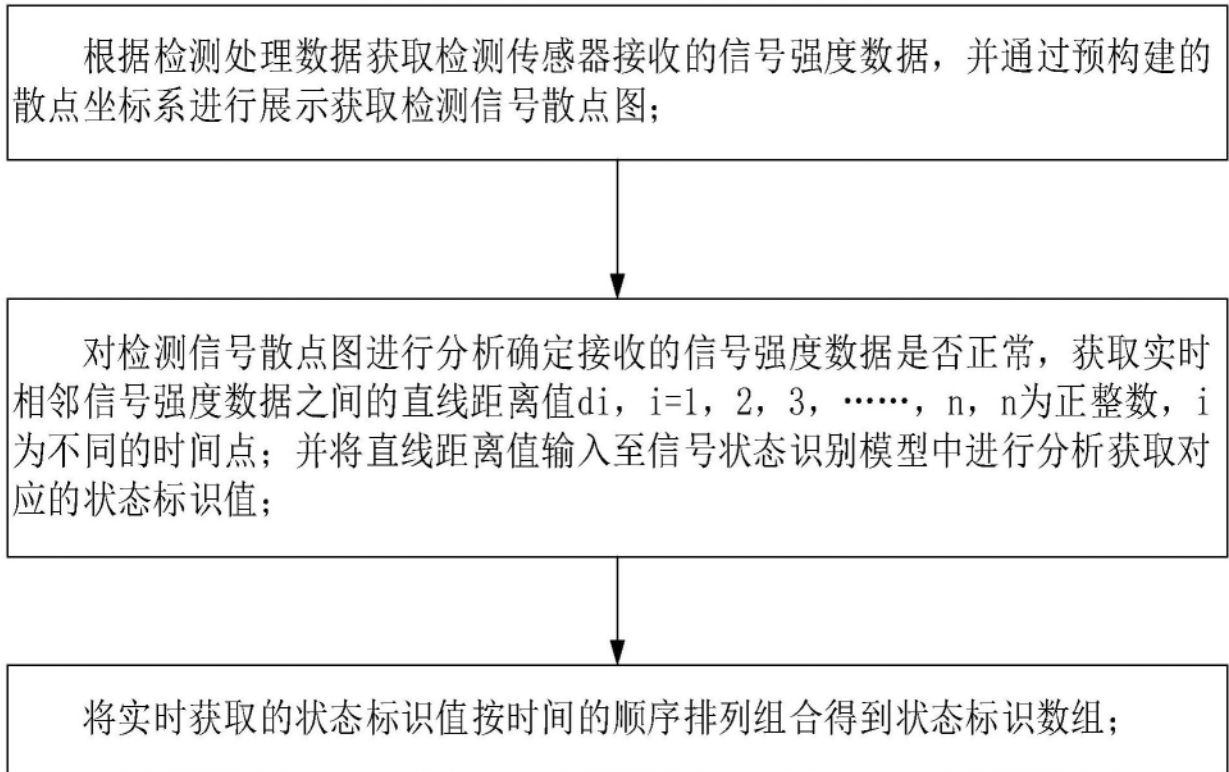 根据检测处理数据获取检测传感器接收的信号强度数据，并通过预构建的
散点坐标系进行展示获取检测信号散点图；
对检测信号散点图进行分析确定接收的信号强度数据是否正常，获取实时
相邻信号强度数据之间的直线距离值di，i=1，2，3，……，n，n为正整数，i
为不同的时间点；并将直线距离值输入至信号状态识别模型中进行分析获取对
应的状态标识值；
将实时获取的状态标识值按时间的顺序排列组合得到状态标识数组；